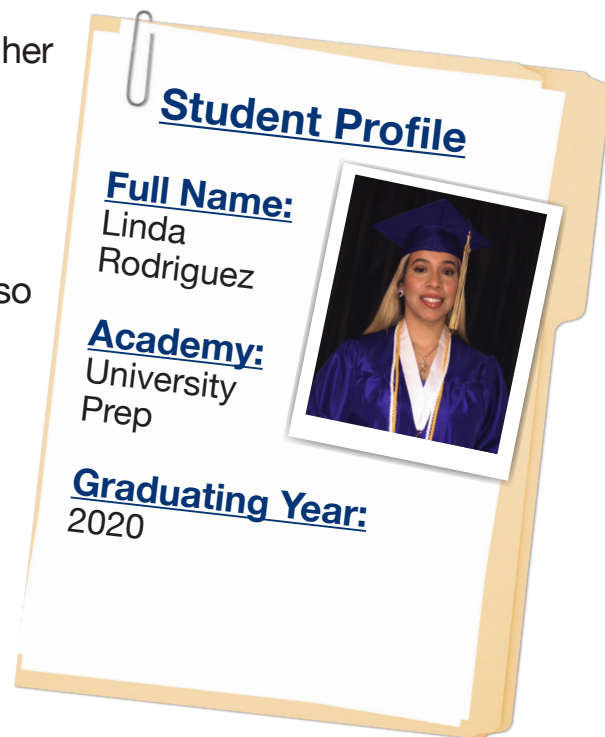 her
so
Student Profile
Full Name:
Linda
Rodriguez
Academy:
University
Prep
Graduating Year:
2020